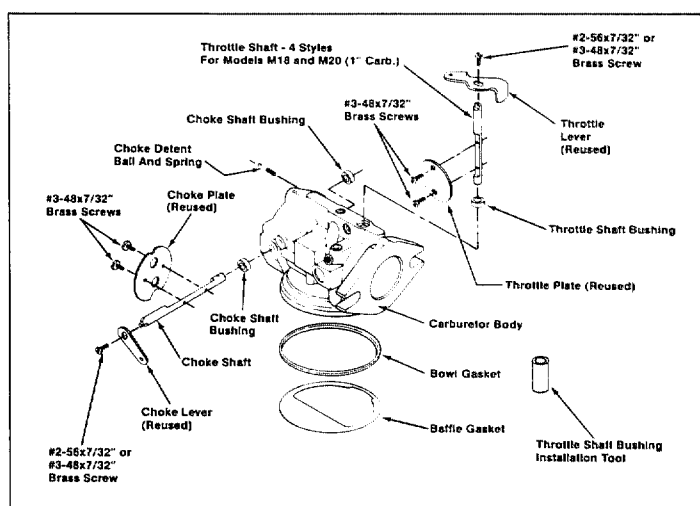 Throttle Shaft - 4 Styles
For Models M18 and M20 (1" Carb.)
#2-56x7/32" or
#3-48x7/32"
Brass Screw
Choke Shaft Bushing
#3-48x7/32"
Brass Screws
Throttle
Lever
(Reused)
Choke Detent
Ball And Spring
Choke Plate
(Reused)
#3-48x7/32"
Brass Screws
Throttle Shaft Bushing
Throttle Plate (Reused)
Choke Shaft
Bushing
Carburetor Body
Choke Shaft
Bowl Gasket
Choke Lever
(Reused)
Baffle Gasket
#2-56x7/32" or
#3-48x7/32"
Brass Screw
Throttle Shaft Bushing
Installation Tool